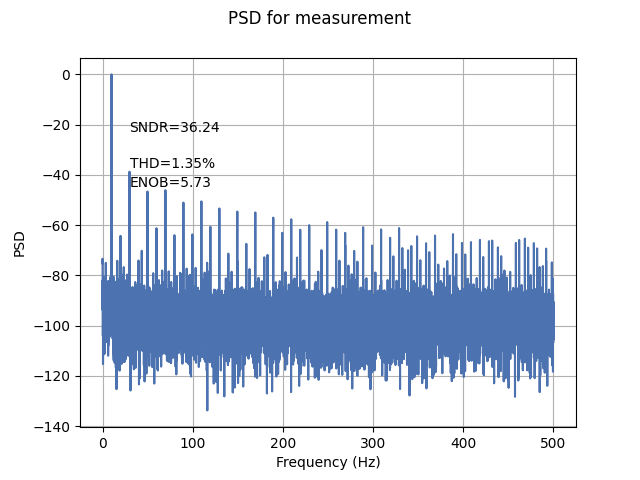 PSD for measurement
0
−20
−40
−60
−80
−100
−120
−140
PSD
SNDR=36.24
THD=1.35%
ENOB=5.73
0
100
200
300
400
500
Frequency (Hz)